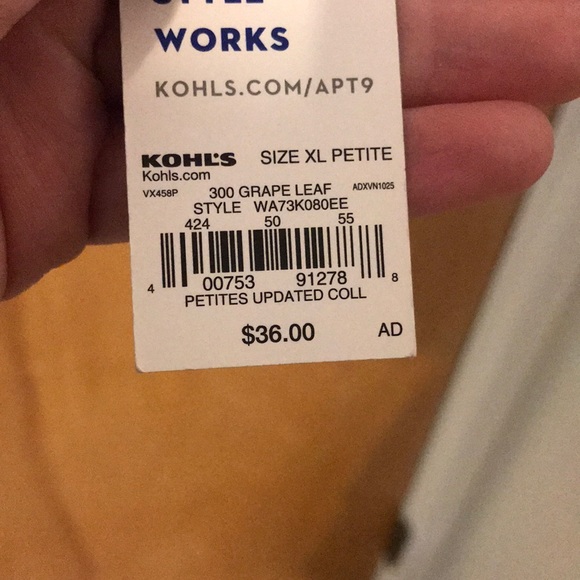 STYLE
WORKS
KOHLS.COM/APT9
KOHL'S SIZE XL PETITE
Kohls.com
VX458P 300 GRAPE LEAF ADXVN1025
STYLE WA73K080EE
424 50 55
4 00753 91278 8
PETITES UPDATED COLL
$36.00 AD